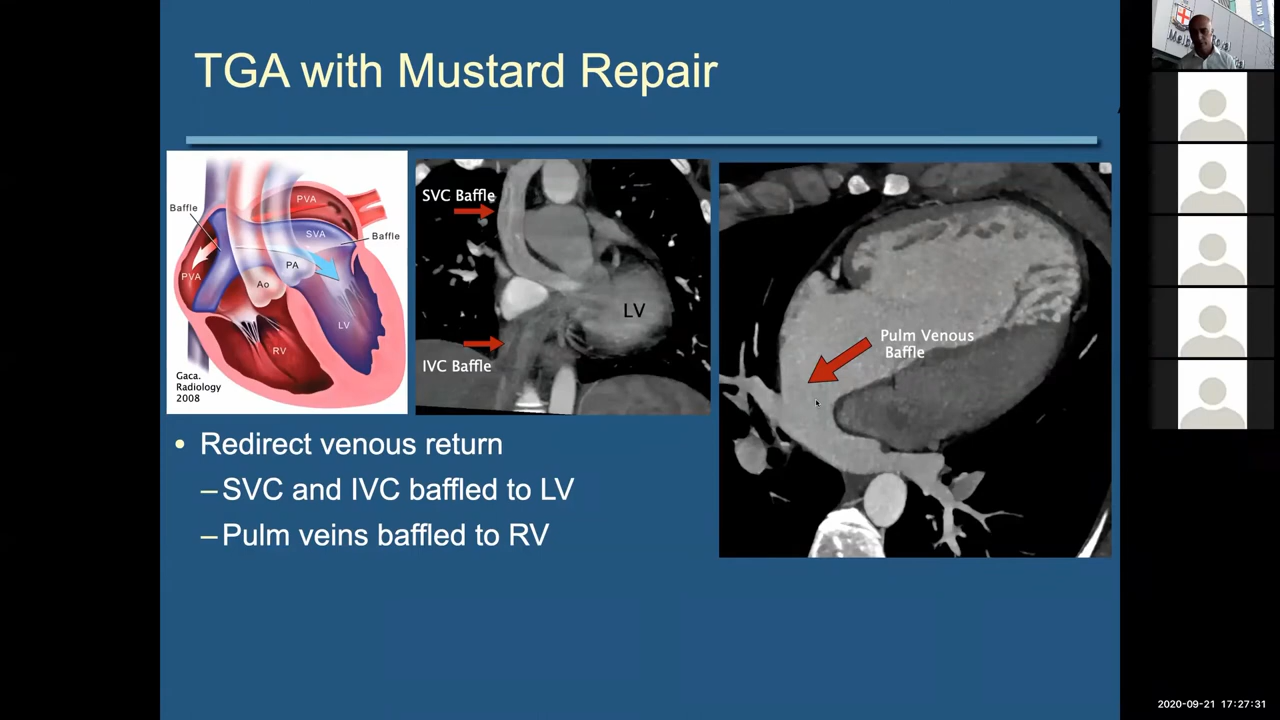 TGA with Mustard Repair
Baffle
PVA
SVA
Baffle
PA
PVA
Ao
LV
RV
Gaca.
Radiology
2008
SVC Baffle
LV
IVC Baffle
Pulm Venous
Baffle
• Redirect venous return
–SVC and IVC baffled to LV
–Pulm veins baffled to RV
2020-09-21 17:27:31